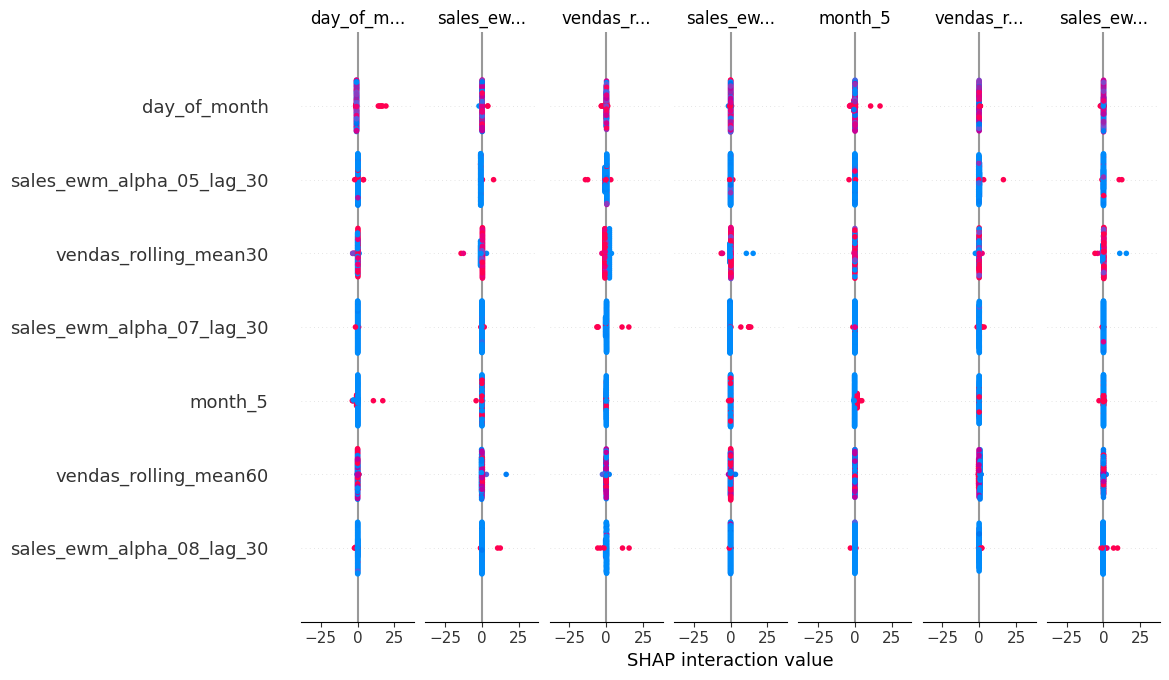 day_of_m... sales_ew... vendas_r... sales_ew... month_5 vendas_r... sales_ew...
day_of_month
sales_ewm_alpha_05_lag_30
vendas_rolling_mean30
sales_ewm_alpha_07_lag_30
month_5
vendas_rolling_mean60
sales_ewm_alpha_08_lag_30
−25 0 25 −25 0 25 −25 0 25 −25 0 25 −25 0 25 −25 0 25 −25 0 25
SHAP interaction value